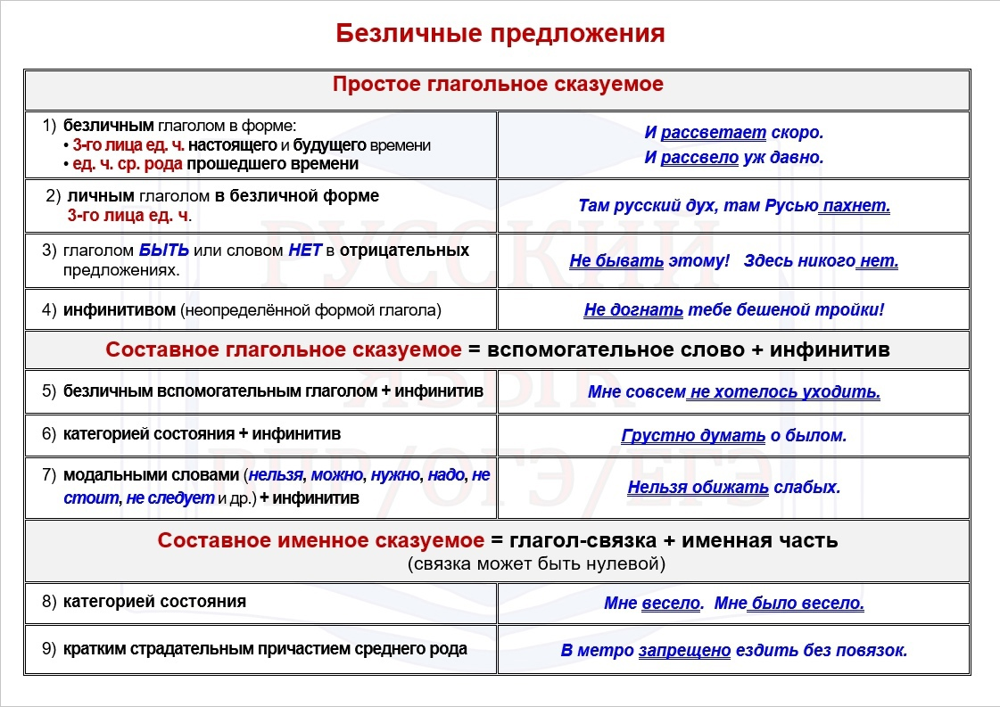 Безличные предложения
Простое глагольное сказуемое
1) безличным глаголом в форме:
• 3-го лица ед. ч. настоящего и будущего времени
• ед. ч. ср. рода прошедшего времени
И рассветает скоро.
И рассвело уж давно.
2) личным глаголом в безличной форме
3-го лица ед. ч.
Там русский дух, там Русью пахнет.
3) глаголом БЫТЬ или словом НЕТ в отрицательных
предложениях.
Не бывать этому! Здесь никого нет.
4) инфинитивом (неопределённой формой глагола)
Не догнать тебе бешеной тройки!
Составное глагольное сказуемое = вспомогательное слово + инфинитив
5) безличным вспомогательным глаголом + инфинитив
Мне совсем не хотелось уходить.
6) категорией состояния + инфинитив
Грустно думать о былом.
7) модальными словами (нельзя, можно, нужно, надо, не
стоит, не следует и др.) + инфинитив
Нельзя обижать слабых.
Составное именное сказуемое = глагол-связка + именная часть
(связка может быть нулевой)
8) категорией состояния
Мне весело. Мне было весело.
9) кратким страдательным причастием среднего рода
В метро запрещено ездить без повязок.
РУССКИЙ
ЯЗЫК
ВПР/ОГЭ/ЕГЭ